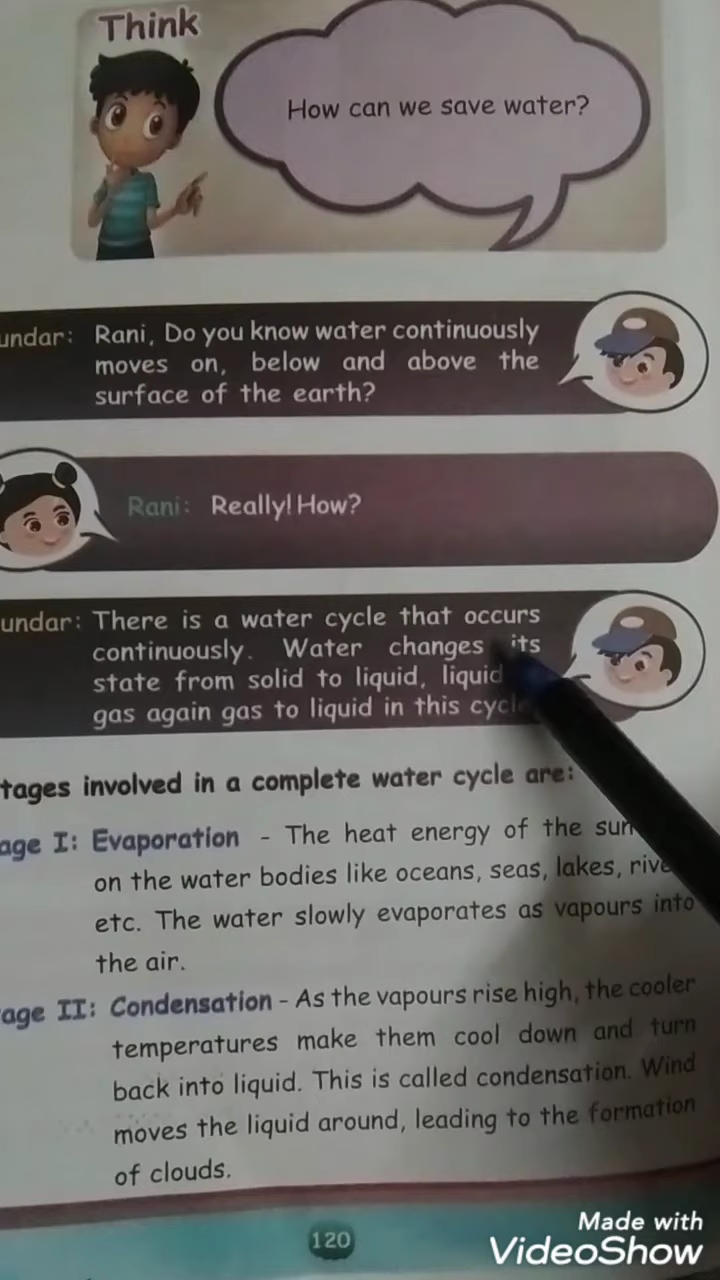 Think
How can we save water?
undar: Rani, Do you know water continuously
moves on, below and above the
surface of the earth?
Rani: Really! How?
undar: There is a water cycle that occurs
continuously. Water changes its
state from solid to liquid, liquid
gas again gas to liquid in this cycl
tages involved in a complete water cycle are:
age I: Evaporation - The heat energy of the sun
on the water bodies like oceans, seas, lakes, rive
etc. The water slowly evaporates as vapours into
the air.
age II: Condensation - As the vapours rise high, the cooler
temperatures make them cool down and turn
back into liquid. This is called condensation. Wind
moves the liquid around, leading to the formation
of clouds.
120
Made with
VideoShow